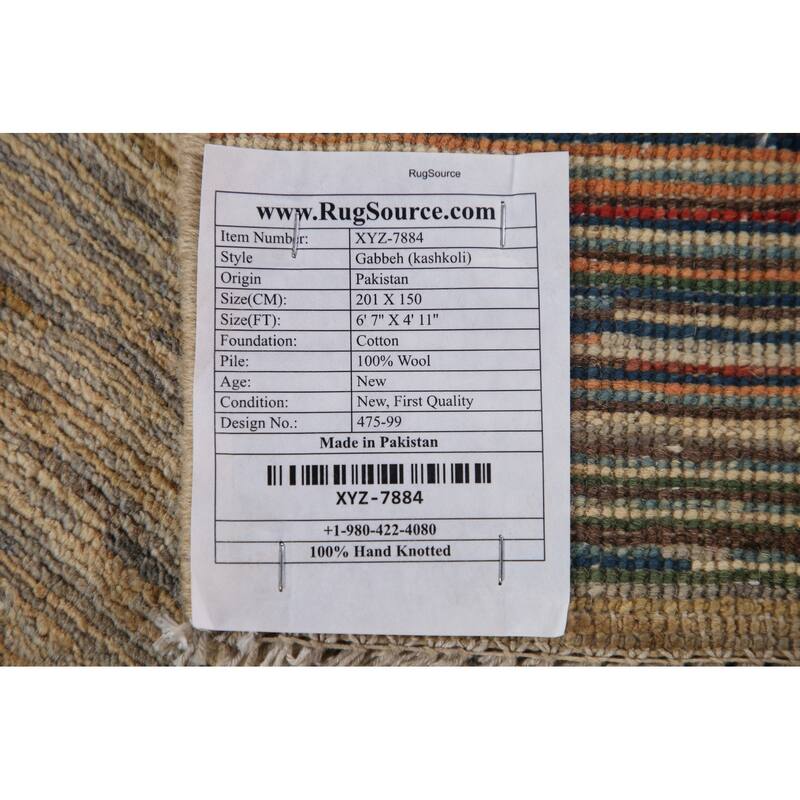 RugSource
www.RugSource.com
Item Number: XYZ-7884
Style Gabbeh (kashkoli)
Origin Pakistan
Size(CM): 201 X 150
Size(FT): 6' 7" X 4' 11"
Foundation: Cotton
Pile: 100% Wool
Age: New
Condition: New, First Quality
Design No.: 475-99
Made in Pakistan
XYZ-7884
+1-980-422-4080
100% Hand Knotted